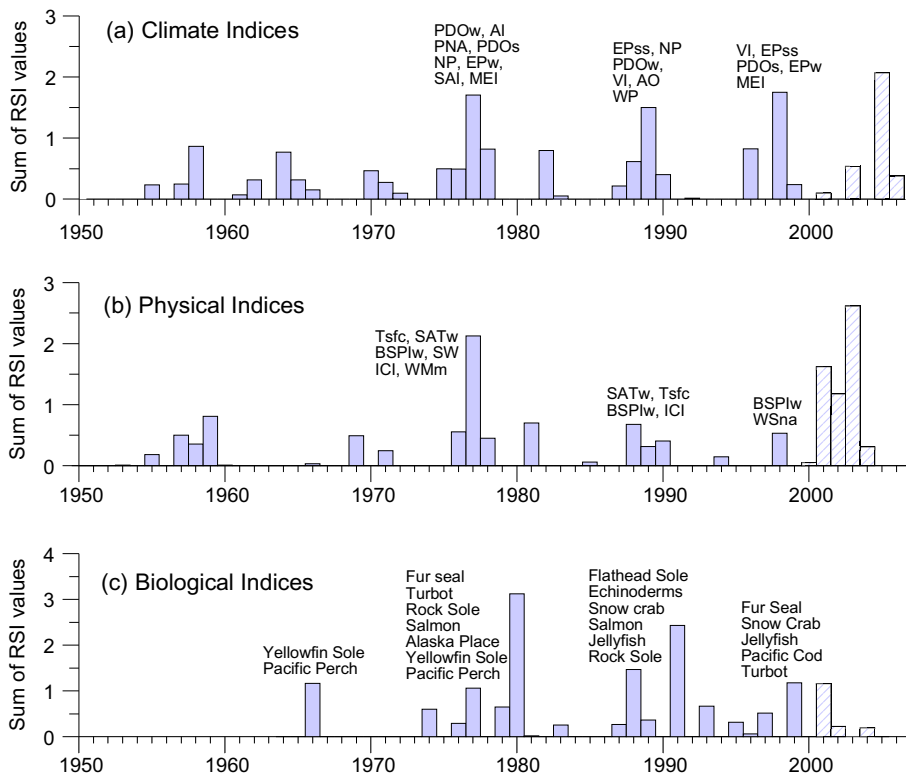 (a) Climate Indices
Sum of RSI values
3
2
1
0
PDOw, AI
PNA, PDOs
NP, EPw,
SAI, MEI
EPss, NP
PDOw,
VI, AO
WP
VI, EPss
PDOs, EPw
MEI
1950 1960 1970 1980 1990 2000
(b) Physical Indices
Sum of RSI values
3
2
1
0
Tsfc, SATw
BSPIw, SW
ICI, WMm
SATw, Tsfc
BSPIw, ICI
BSPIw
WSna
1950 1960 1970 1980 1990 2000
(c) Biological Indices
Sum of RSI values
4
3
2
1
0
Yellowfin Sole
Pacific Perch
Fur seal
Turbot
Rock Sole
Salmon
Alaska Place
Yellowfin Sole
Pacific Perch
Flathead Sole
Echinoderms
Snow crab
Salmon
Jellyfish
Rock Sole
Fur Seal
Snow Crab
Jellyfish
Pacific Cod
Turbot
1950 1960 1970 1980 1990 2000